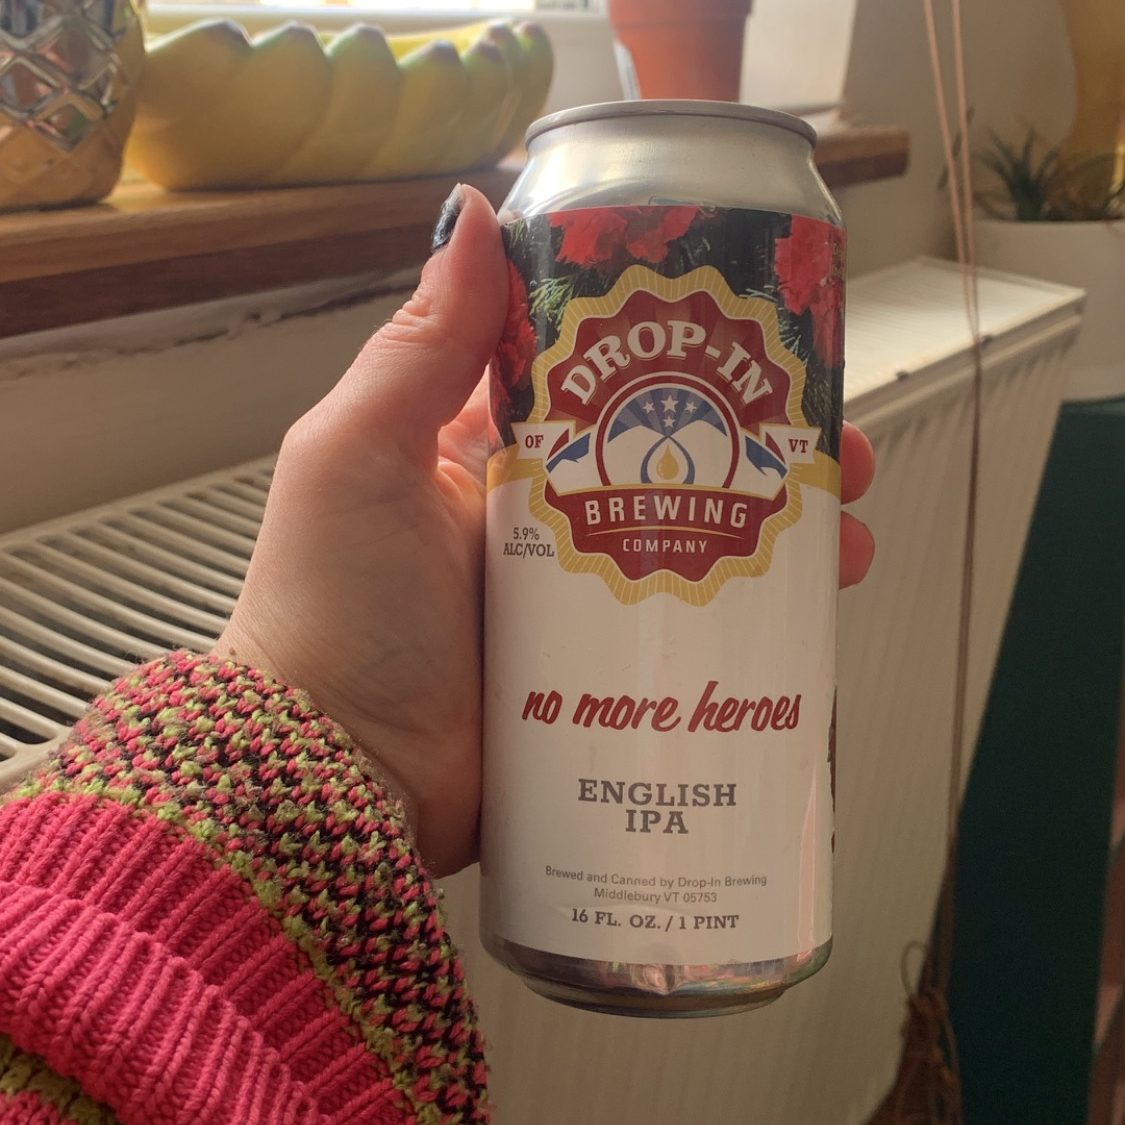 DROP-IN
OF
VT
BREWING
COMPANY
5.9%
ALC/VOL
no more heroes
ENGLISH
IPA
Brewed and Canned by Drop-In Brewing
Middlebury VT 05753
16 FL. OZ. / 1 PINT